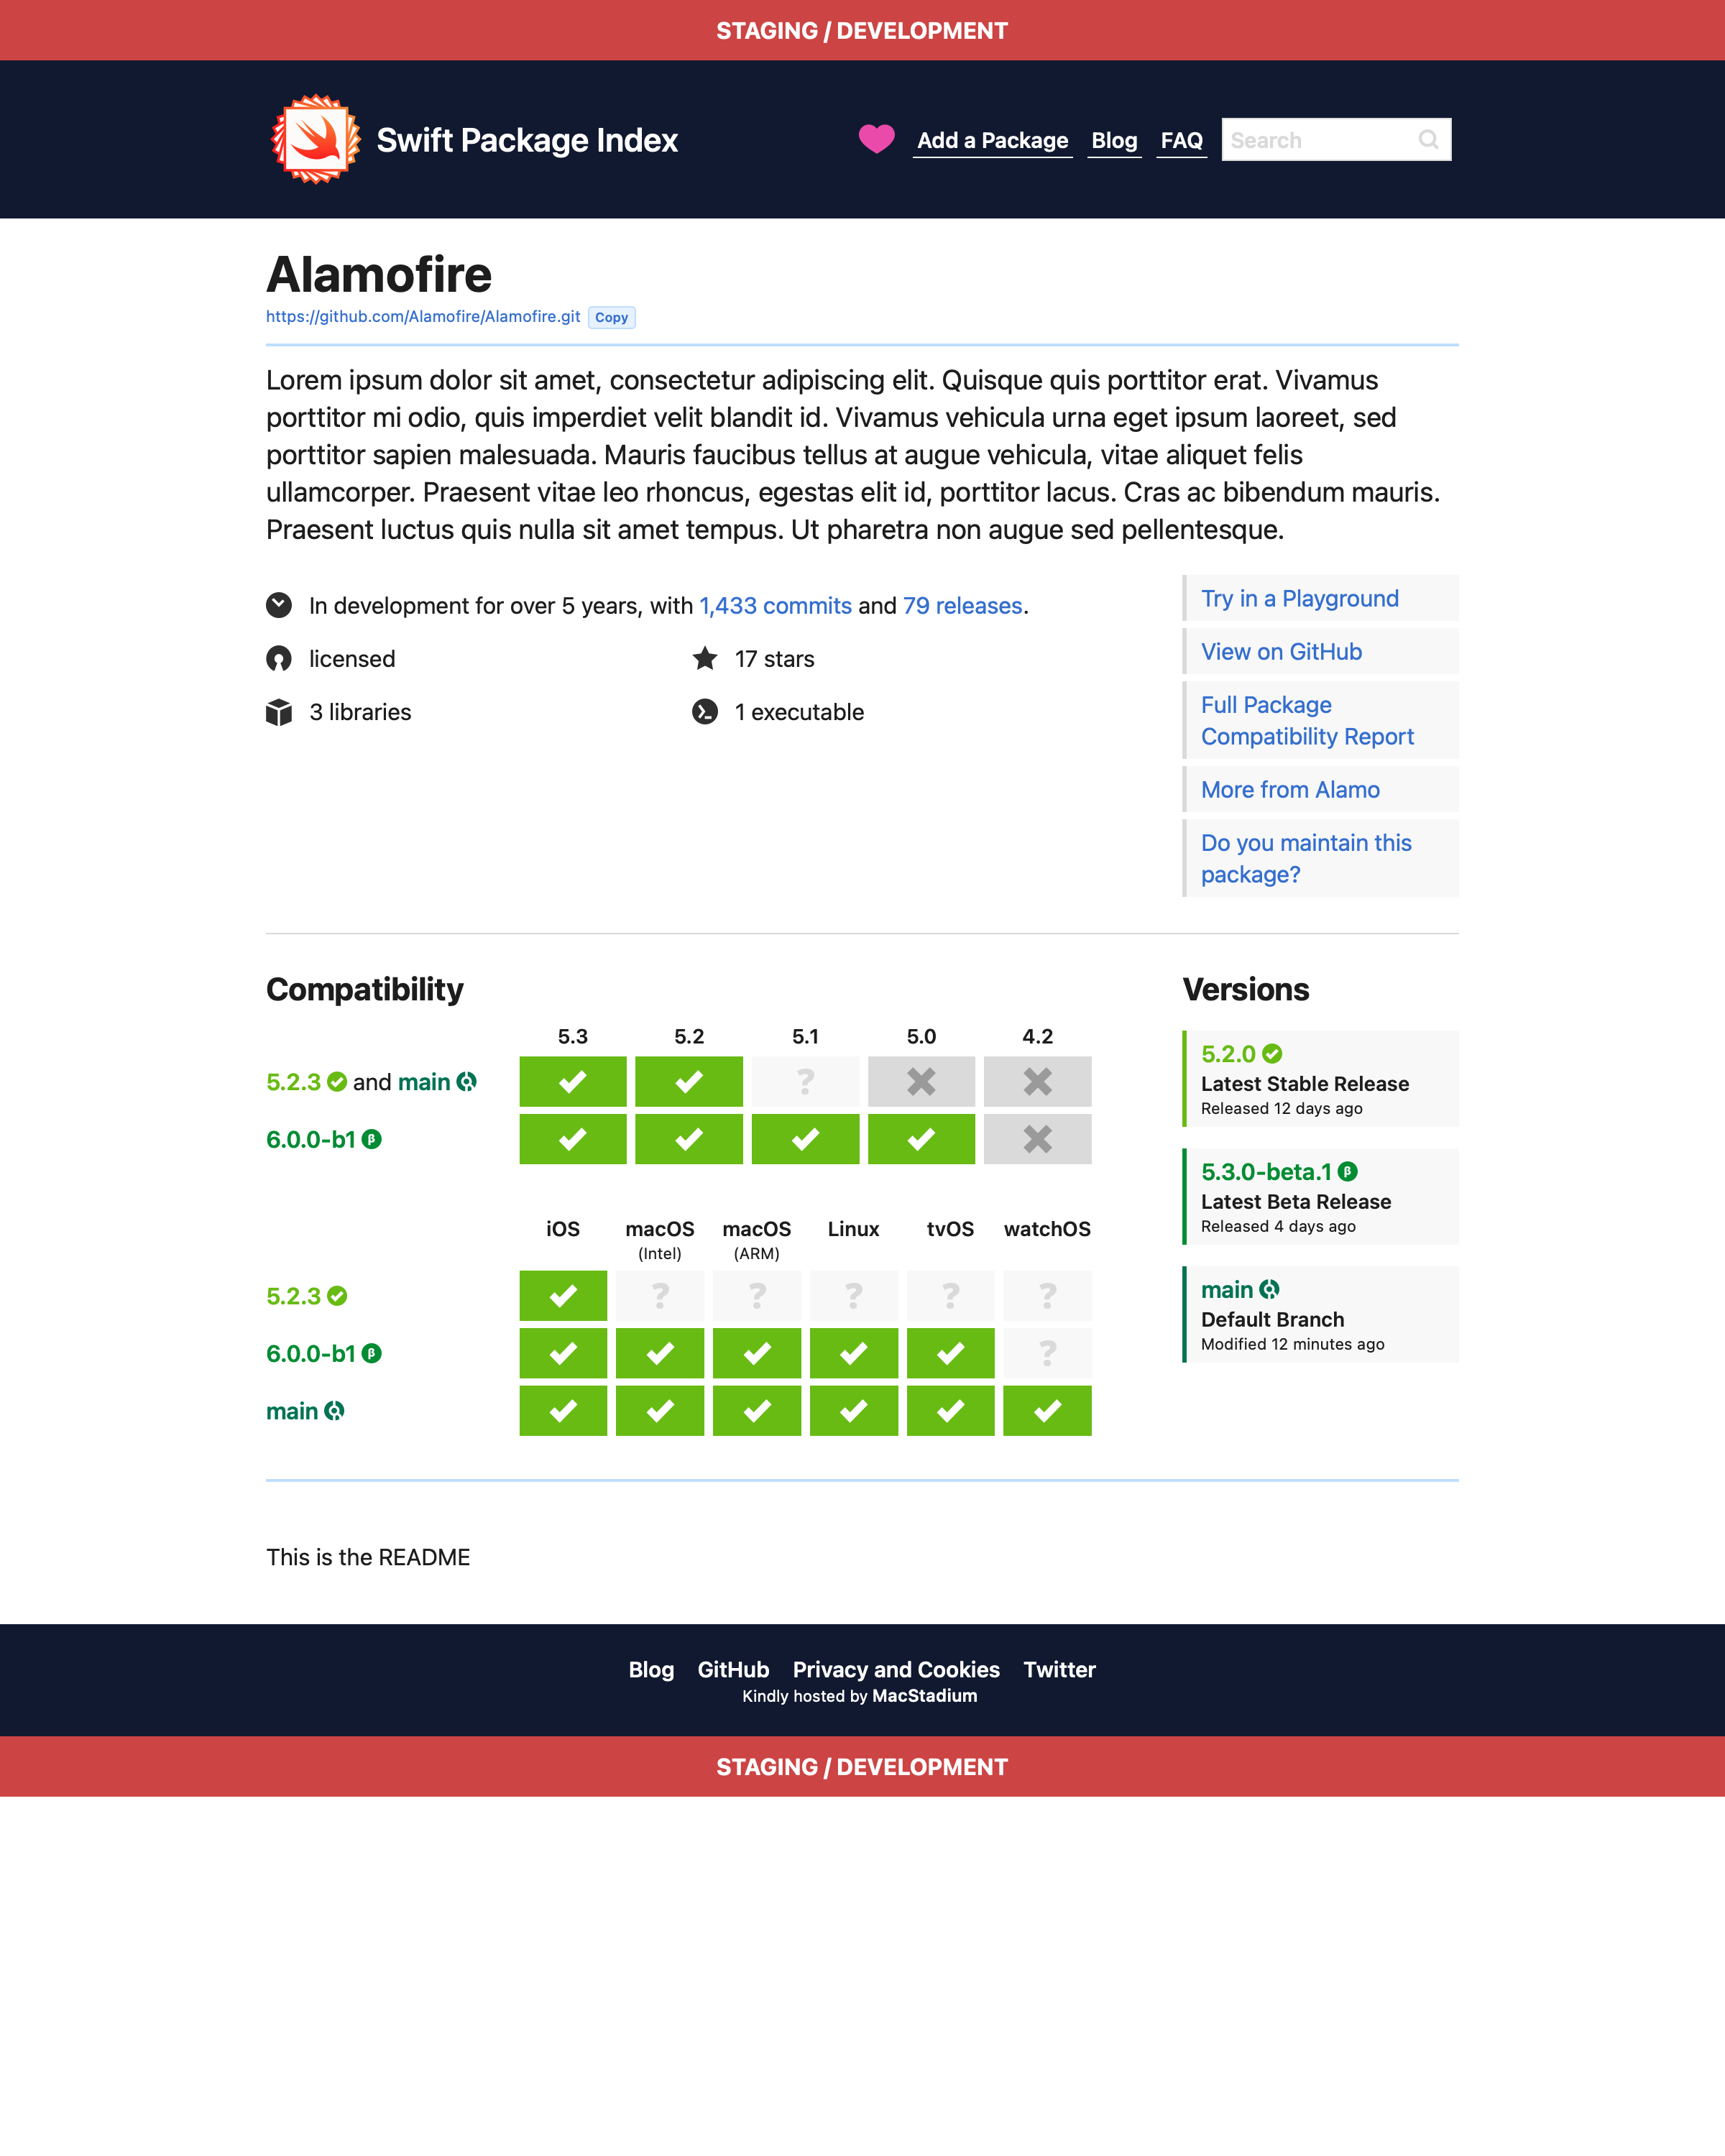 STAGING / DEVELOPMENT
Swift Package Index
Add a Package Blog FAQ Search
Alamofire
https://github.com/Alamofire/Alamofire.git Copy
Lorem ipsum dolor sit amet, consectetur adipiscing elit. Quisque quis porttitor erat. Vivamus
porttitor mi odio, quis imperdiet velit blandit id. Vivamus vehicula urna eget ipsum laoreet, sed
porttitor sapien malesuada. Mauris faucibus tellus at augue vehicula, vitae aliquet felis
ullamcorper. Praesent vitae leo rhoncus, egestas elit id, porttitor lacus. Cras ac bibendum mauris.
Praesent luctus quis nulla sit amet tempus. Ut pharetra non augue sed pellentesque.
In development for over 5 years, with 1,433 commits and 79 releases.
licensed
17 stars
3 libraries
1 executable
Try in a Playground
View on GitHub
Full Package
Compatibility Report
More from Alamo
Do you maintain this
package?
Compatibility
5.3 5.2 5.1 5.0 4.2
5.2.3 and main ?
6.0.0-b1 β
iOS macOS macOS Linux tvOS watchOS
(Intel) (ARM)
5.2.3 ? ? ? ? ?
6.0.0-b1 β ?
main
Versions
5.2.0
Latest Stable Release
Released 12 days ago
5.3.0-beta.1 β
Latest Beta Release
Released 4 days ago
main
Default Branch
Modified 12 minutes ago
This is the README
Blog GitHub Privacy and Cookies Twitter
Kindly hosted by MacStadium
STAGING / DEVELOPMENT